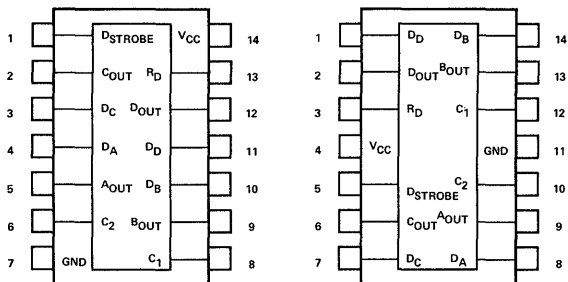 1 DSTROBE VCC 14
2 COUT RD 13
3 DC DOUT 12
4 DA DD 11
5 AOUT DB 10
6 C2 BOUT 9
7 GND C1 8
1 DD DB 14
2 DOUT BOUT 13
3 RD C1 12
4 VCC GND 11
5 DSTROBE C2 10
6 COUT AOUT 9
7 DC DA 8